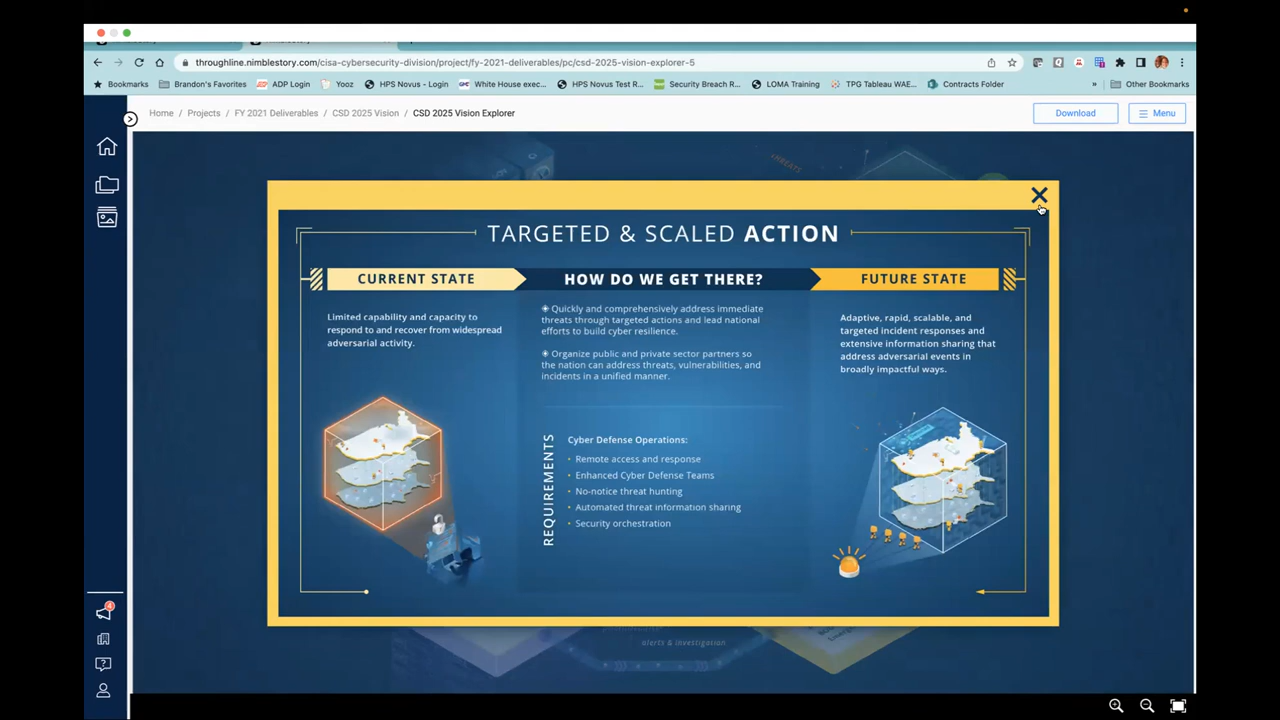 throughline.nimblestory.com/cisa-cybersecurity-division/project/fy-2021-deliverables/pc/csd-2025-vision-explorer-5
Bookmarks Brandon's Favorites ADP Login Yooz HPS Novus - Login White House exec... HPS Novus Test R... Security Breach R... LOMA Training TPG Tableau WAE... Contracts Folder » Other Bookmarks
Home / Projects / FY 2021 Deliverables / CSD 2025 Vision / CSD 2025 Vision Explorer
Download
Menu
THREATS
TARGETED & SCALED ACTION
CURRENT STATE
HOW DO WE GET THERE?
FUTURE STATE
Limited capability and capacity to
respond to and recover from widespread
adversarial activity.
Quickly and comprehensively address immediate
threats through targeted actions and lead national
efforts to build cyber resilience.
Organize public and private sector partners so
the nation can address threats, vulnerabilities, and
incidents in a unified manner.
Adaptive, rapid, scalable, and
targeted incident responses and
extensive information sharing that
address adversarial events in
broadly impactful ways.
REQUIREMENTS
Cyber Defense Operations:
• Remote access and response
• Enhanced Cyber Defense Teams
• No-notice threat hunting
• Automated threat information sharing
• Security orchestration
alerts & investigation
4